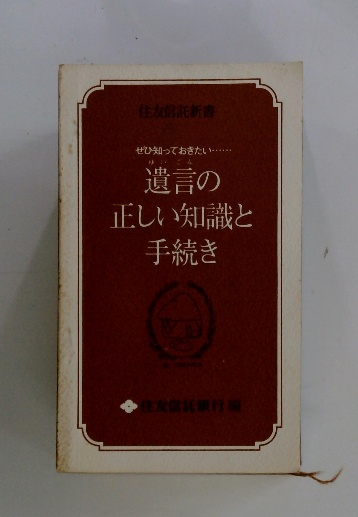 住友信託新書
ぜひ知っておきたい……
ゆいごん
遺言の
正しい知識と
手続き
住友信託銀行 編